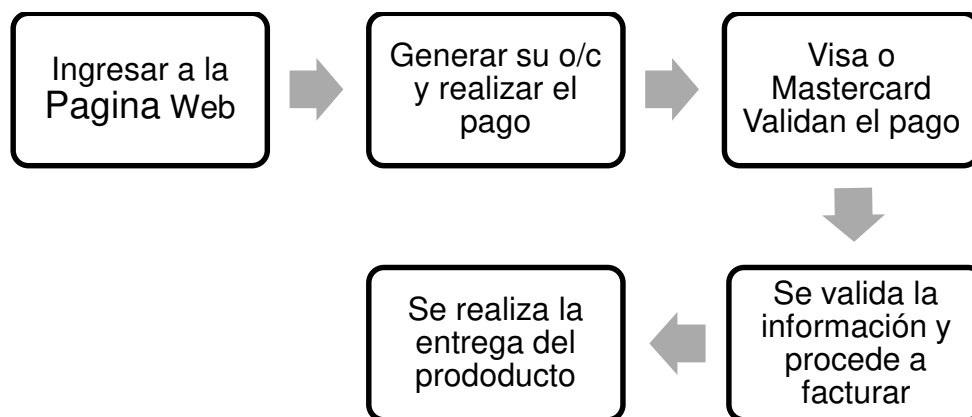 Ingresar a la
Pagina Web
Generar su o/c
y realizar el
pago
Visa o
Mastercard
Validan el pago
Se valida la
información y
procede a
facturar
Se realiza la
entrega del
prododucto